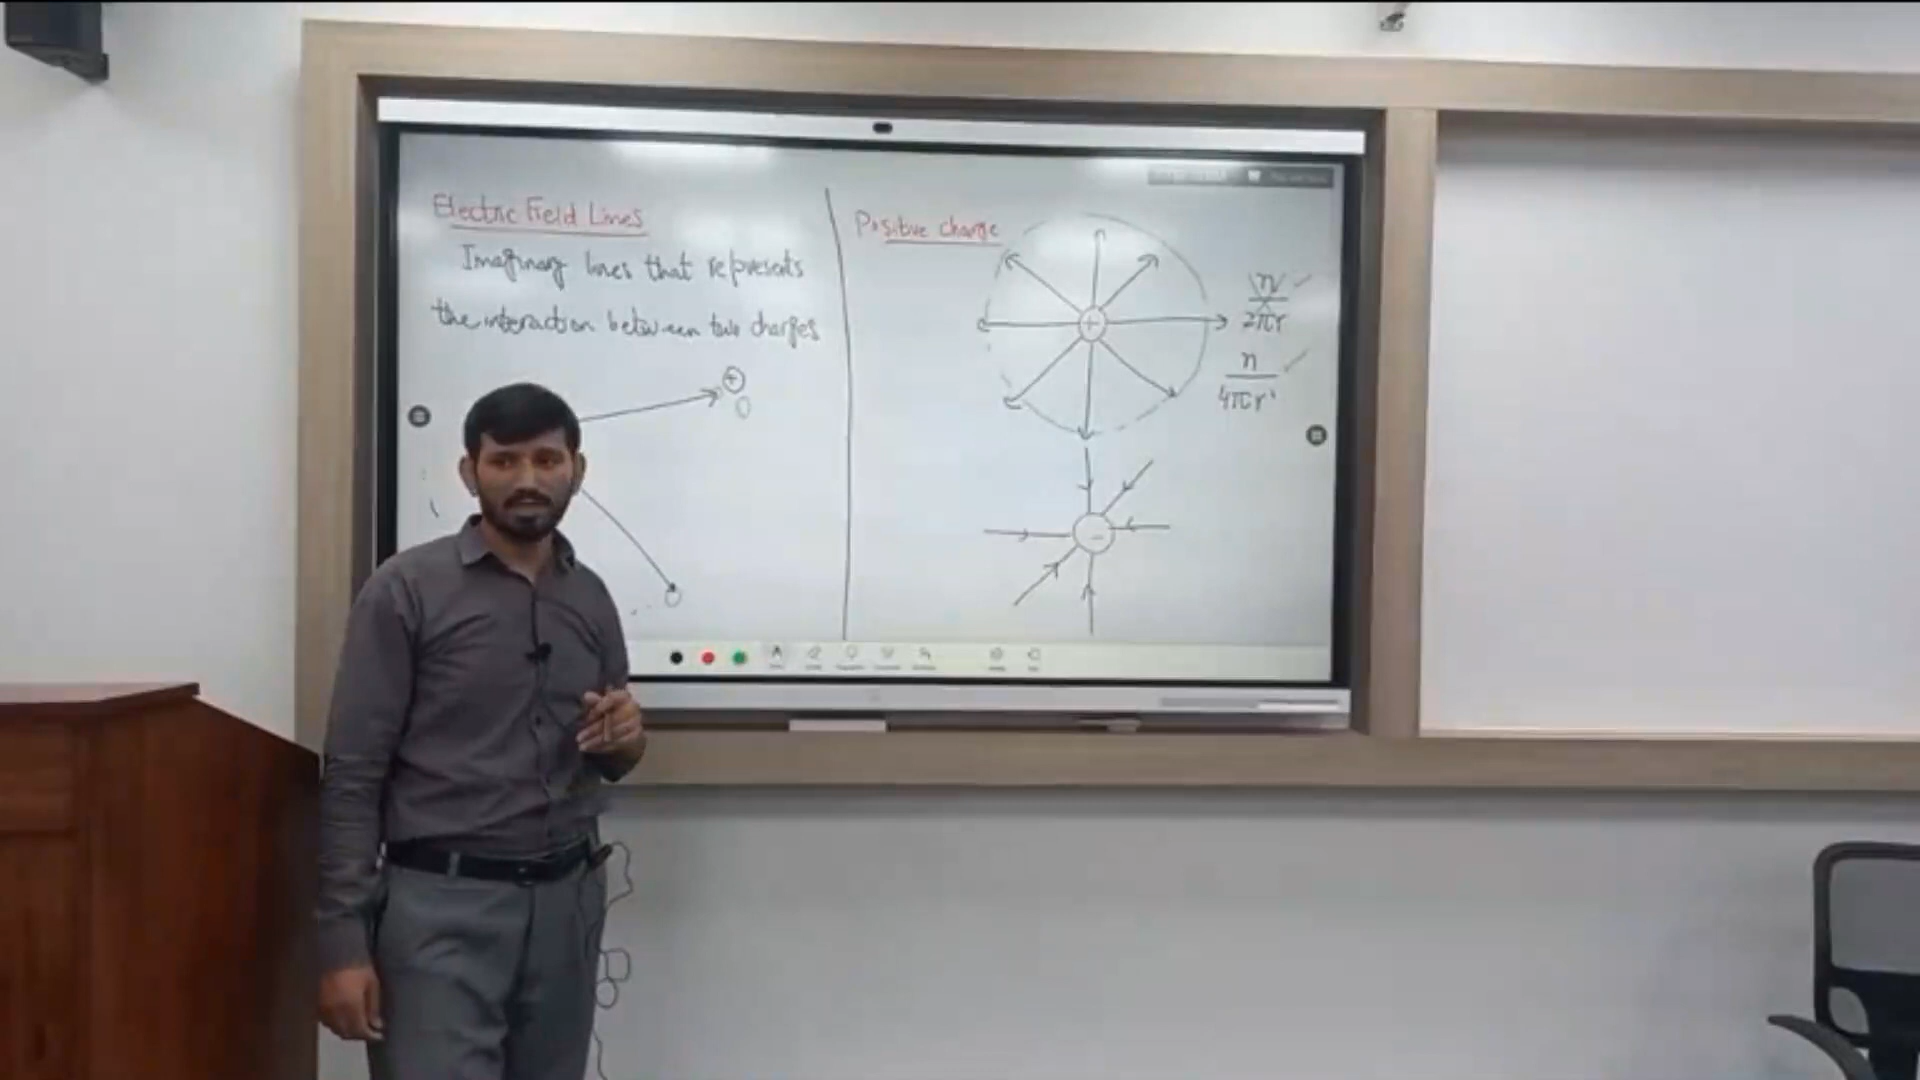 Electric Field Lines
Imaginary lines that represents
the interaction between two charges
+
Positive charge
+
n
2πr
n
4πr²
-